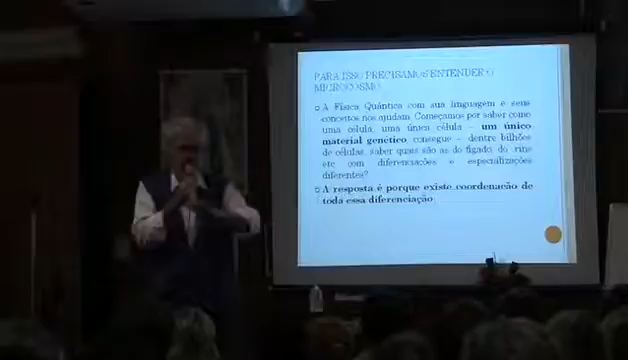 PARA ISSO PRECISAMOS ENTENDER O
MICROCOSMO
A Física Quântica com sua linguagem e seus
conceitos nos ajudam. Começamos por saber como
uma célula, uma única célula – um único
material genético consegue – dentre bilhões
de células, saber quais são as do fígado, do rins
etc com diferenciações e especializações
diferentes?
A resposta é porque existe coordenação de
toda essa diferenciação